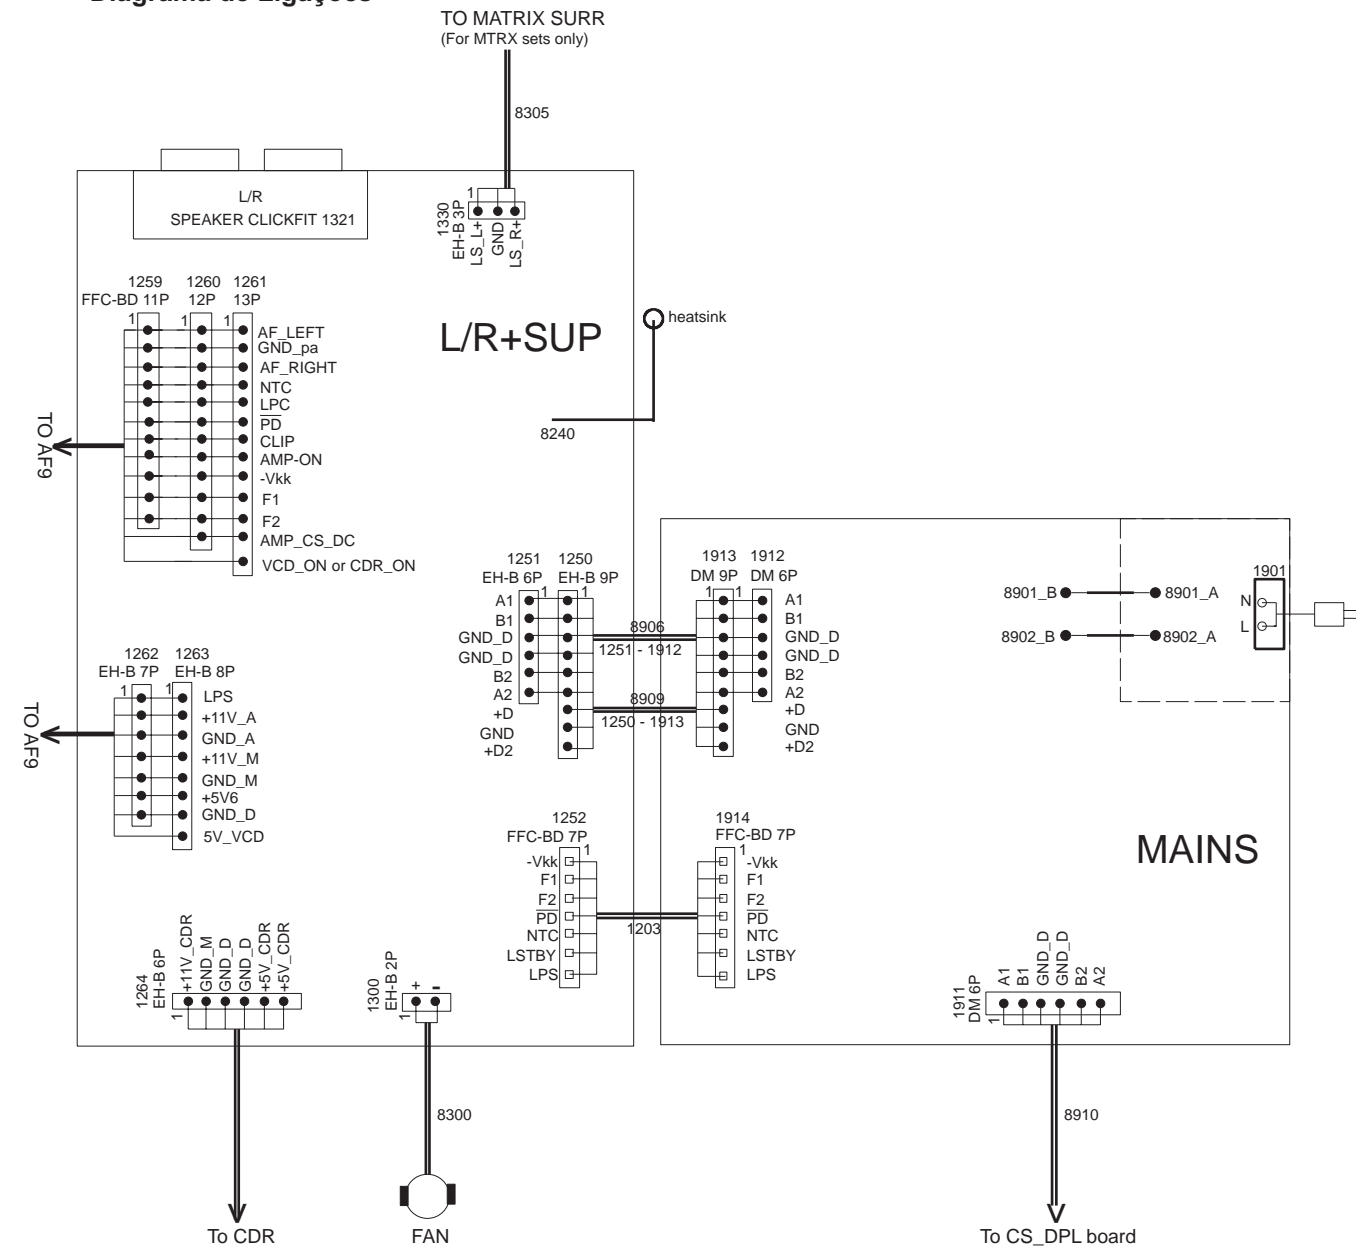 Diagrama de Ligações
TO MATRIX SURR
(For MTRX sets only)
8305
L/R
SPEAKER CLICKFIT 1321
1330
EH-B 3P
1
LS_L+
GND
LS_R+
1259 1260 1261
FFC-BD 11P 12P 13P
1 1 1
AF_LEFT
GND_pa
AF_RIGHT
NTC
LPC
PD
CLIP
AMP-ON
-Vkk
F1
F2
AMP_CS_DC
VCD_ON or CDR_ON
TO AF9
L/R+SUP
heatsink
8240
1251 1250
EH-B 6P EH-B 9P
1 1
A1
B1
GND_D
GND_D
B2
A2
+D
GND
+D2
8906
1251 - 1912
8909
1250 - 1913
1913 1912
DM 9P DM 6P
1 1
A1
B1
GND_D
GND_D
B2
A2
+D
GND
+D2
8901_B 8901_A
8902_B 8902_A
1901
N
L
1262 1263
EH-B 7P EH-B 8P
1 1
LPS
+11V_A
GND_A
+11V_M
GND_M
+5V6
GND_D
5V_VCD
TO AF9
1252
FFC-BD 7P
1
-Vkk
F1
F2
PD
NTC
LSTBY
LPS
1203
1914
FFC-BD 7P
1
-Vkk
F1
F2
PD
NTC
LSTBY
LPS
MAINS
1264
EH-B 6P
1
+11V_CDR
GND_M
GND_D
GND_D
+5V_CDR
+5V_CDR
1300
EH-B 2P
1
+
-
1911
DM 6P
1
A1
B1
GND_D
GND_D
B2
A2
8300
8910
To CDR
FAN
To CS_DPL board